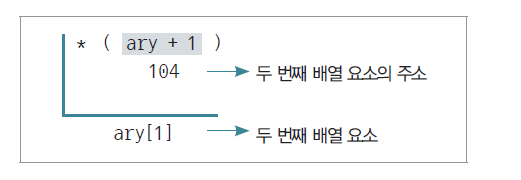 * ( ary + 1 )
104 두 번째 배열 요소의 주소
ary[1] 두 번째 배열 요소